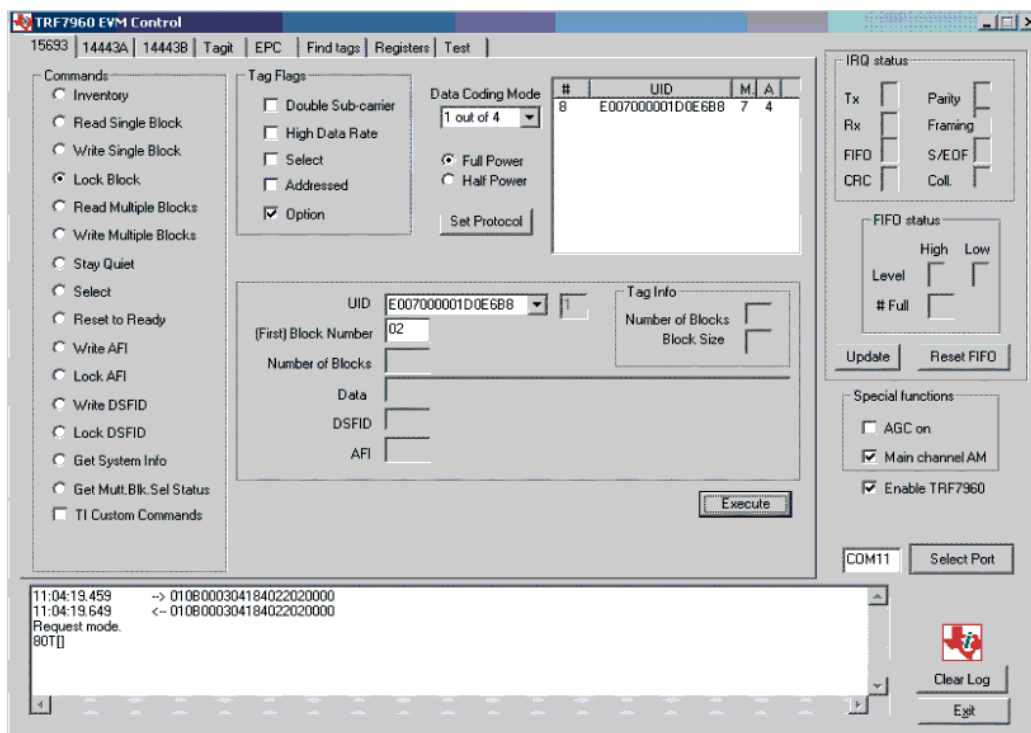 TRF7960 EVM Control
15693 14443A 14443B Tagit EPC Find tags Registers Test
Commands
Inventory
Read Single Block
Write Single Block
Lock Block
Read Multiple Blocks
Write Multiple Blocks
Stay Quiet
Select
Reset to Ready
Write AFI
Lock AFI
Write DSFID
Lock DSFID
Get System Info
Get Mutt.Blk.Sel Status
TI Custom Commands
Tag Flags
Double Sub-carrier
High Data Rate
Select
Addressed
Option
Data Coding Mode
1 out of 4
Full Power
Half Power
Set Protocol
# UID M. A
8 E007000001D0E6B8 7 4
UID E007000001D0E6B8 1
(First) Block Number 02
Number of Blocks
Data
DSFID
AFI
Tag Info
Number of Blocks
Block Size
Execute
IRQ status
Tx Parity
Rx Framing
FIFO S/EOF
CRC Coll.
FIFO status
High Low
Level
# Full
Update Reset FIFO
Special functions
AGC on
Main channel AM
Enable TRF7960
COM11 Select Port
11:04:19.459 --> 010B000304184022020000
11:04:19.649 <-- 010B000304184022020000
Request mode.
80T[]
Clear Log
Exit